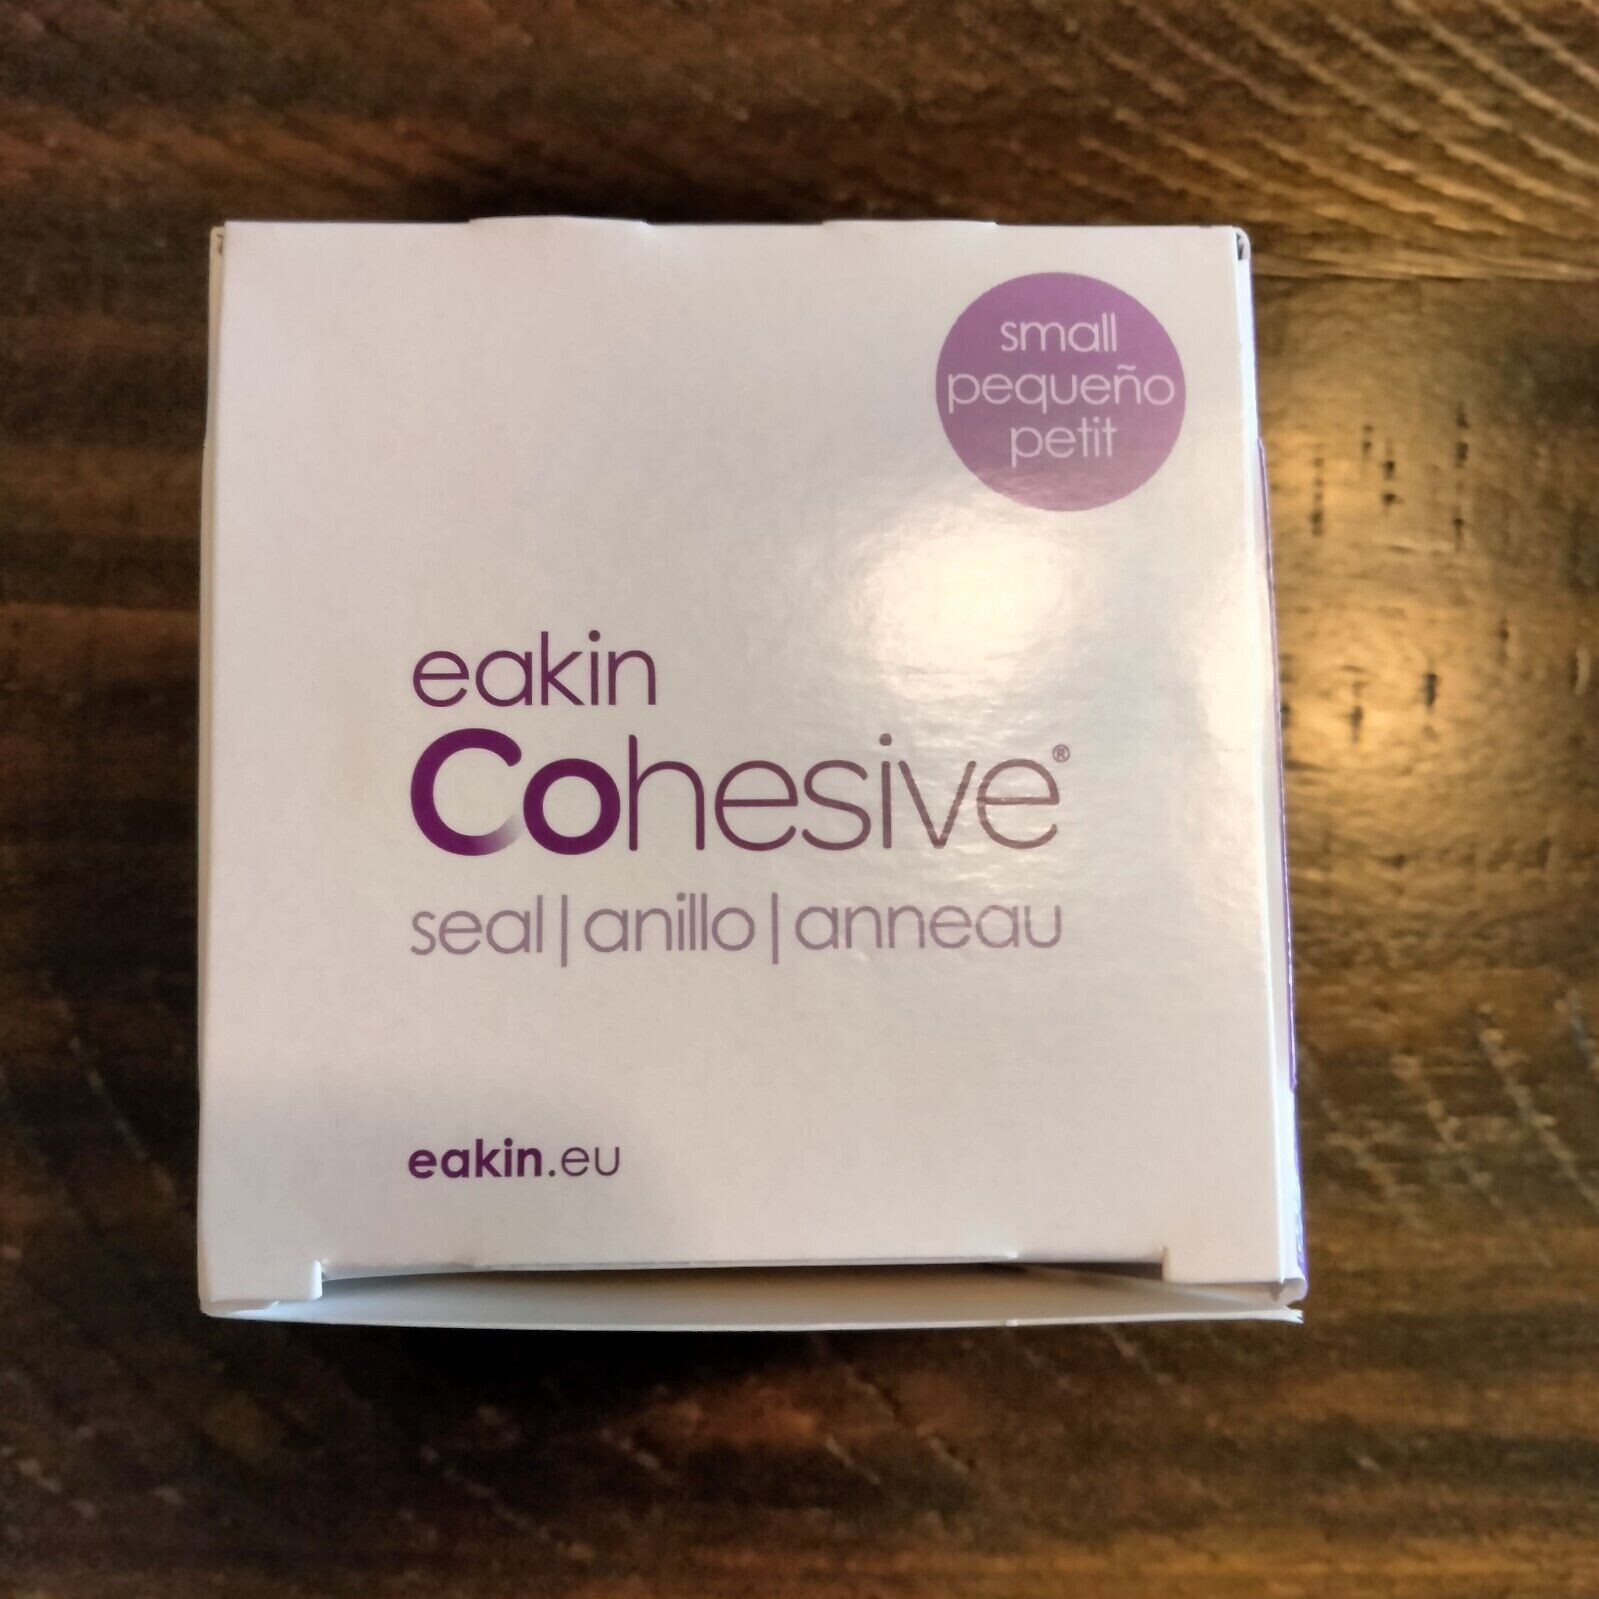 small
pequeño
petit
eakin
Cohesive®
seal | anillo | anneau
eakin.eu